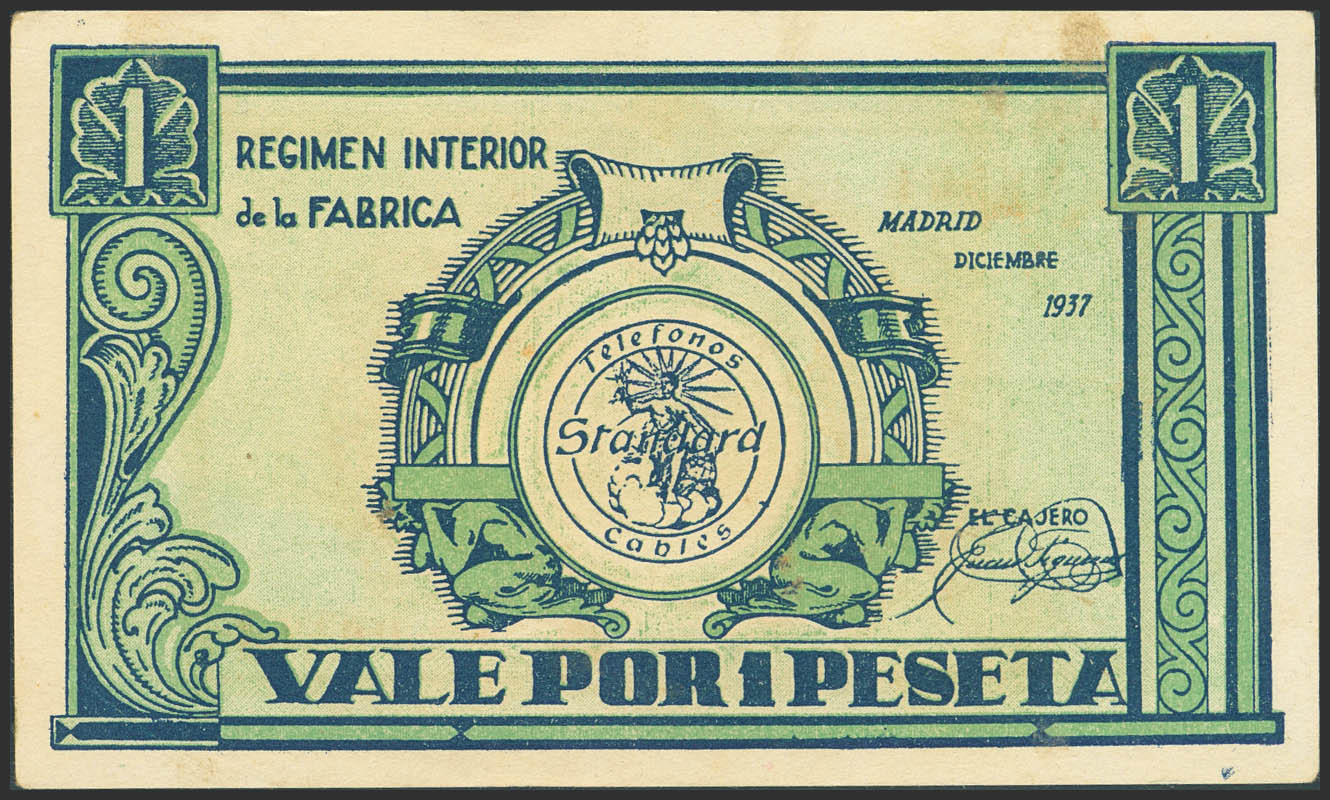 1
1
REGIMEN INTERIOR
de la FABRICA
MADRID
DICIEMBRE
1937
Telefonos
Standard
Cables
EL CAJERO
VALE POR 1 PESETA